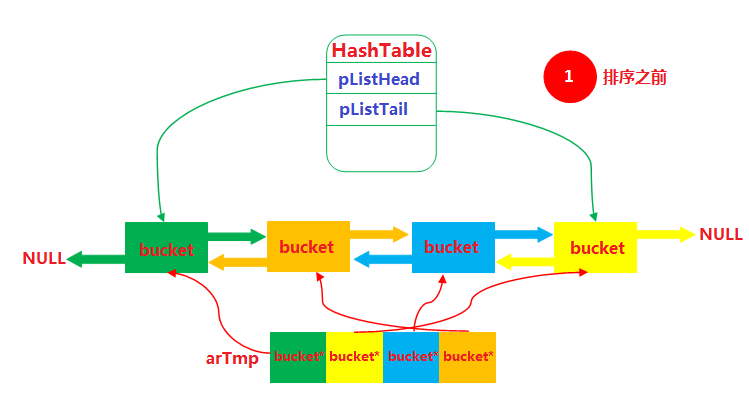 HashTable
pListHead
pListTail
1
排序之前
NULL
bucket
bucket
bucket
bucket
NULL
arTmp
bucket*
bucket*
bucket*
bucket*